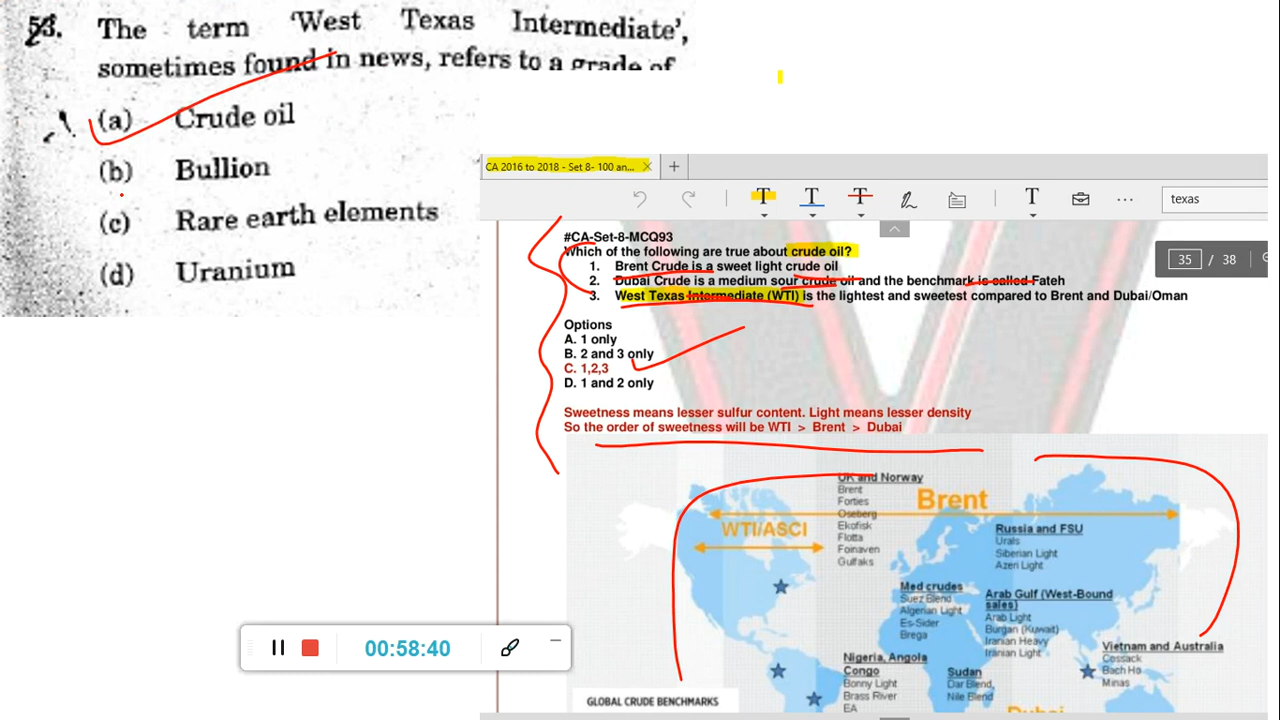 53. The term 'West Texas Intermediate',
sometimes found in news, refers to a grade of
(a) Crude oil
(b) Bullion
(c) Rare earth elements
(d) Uranium
CA 2016 to 2018 - Set 8- 100 an...
texas
35 / 38
#CA-Set-8-MCQ93
Which of the following are true about crude oil?
1. Brent Crude is a sweet light crude oil
2. Dubai Crude is a medium sour crude oil and the benchmark is called Fateh
3. West Texas Intermediate (WTI) is the lightest and sweetest compared to Brent and Dubai/Oman
Options
A. 1 only
B. 2 and 3 only
C. 1,2,3
D. 1 and 2 only
Sweetness means lesser sulfur content. Light means lesser density
So the order of sweetness will be WTI > Brent > Dubai
UK and Norway
Brent
Forties
Oseberg
Ekofisk
Flotta
Foinaven
Gulfaks
Brent
WTI/ASCI
Russia and FSU
Urals
Siberian Light
Azeri Light
Med crudes
Suez Blend
Algerian Light
Es-Sider
Brega
Arab Gulf (West-Bound
sales)
Arab Light
Burgan (Kuwait)
Iranian Heavy
Iranian Light
Vietnam and Australia
Cossack
Bach Ho
Minas
Nigeria, Angola
Congo
Bonny Light
Brass River
EA
Sudan
Dar Blend,
Nile Blend
Dubai
GLOBAL CRUDE BENCHMARKS
00:58:40